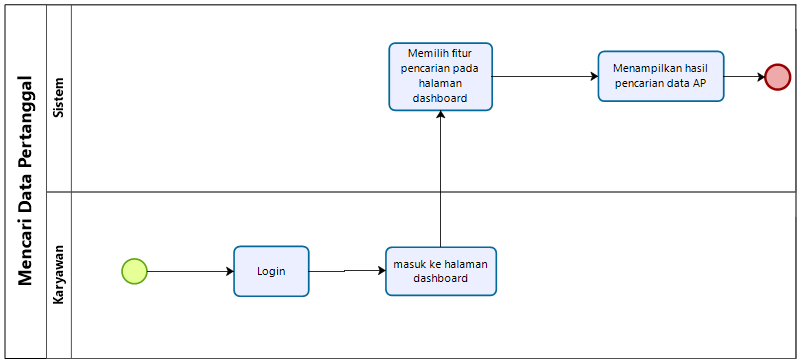 Mencari Data Pertanggal
Sistem
Memilih fitur
pencarian pada
halaman
dashboard
Menampilkan hasil
pencarian data AP
Karyawan
Login
masuk ke halaman
dashboard